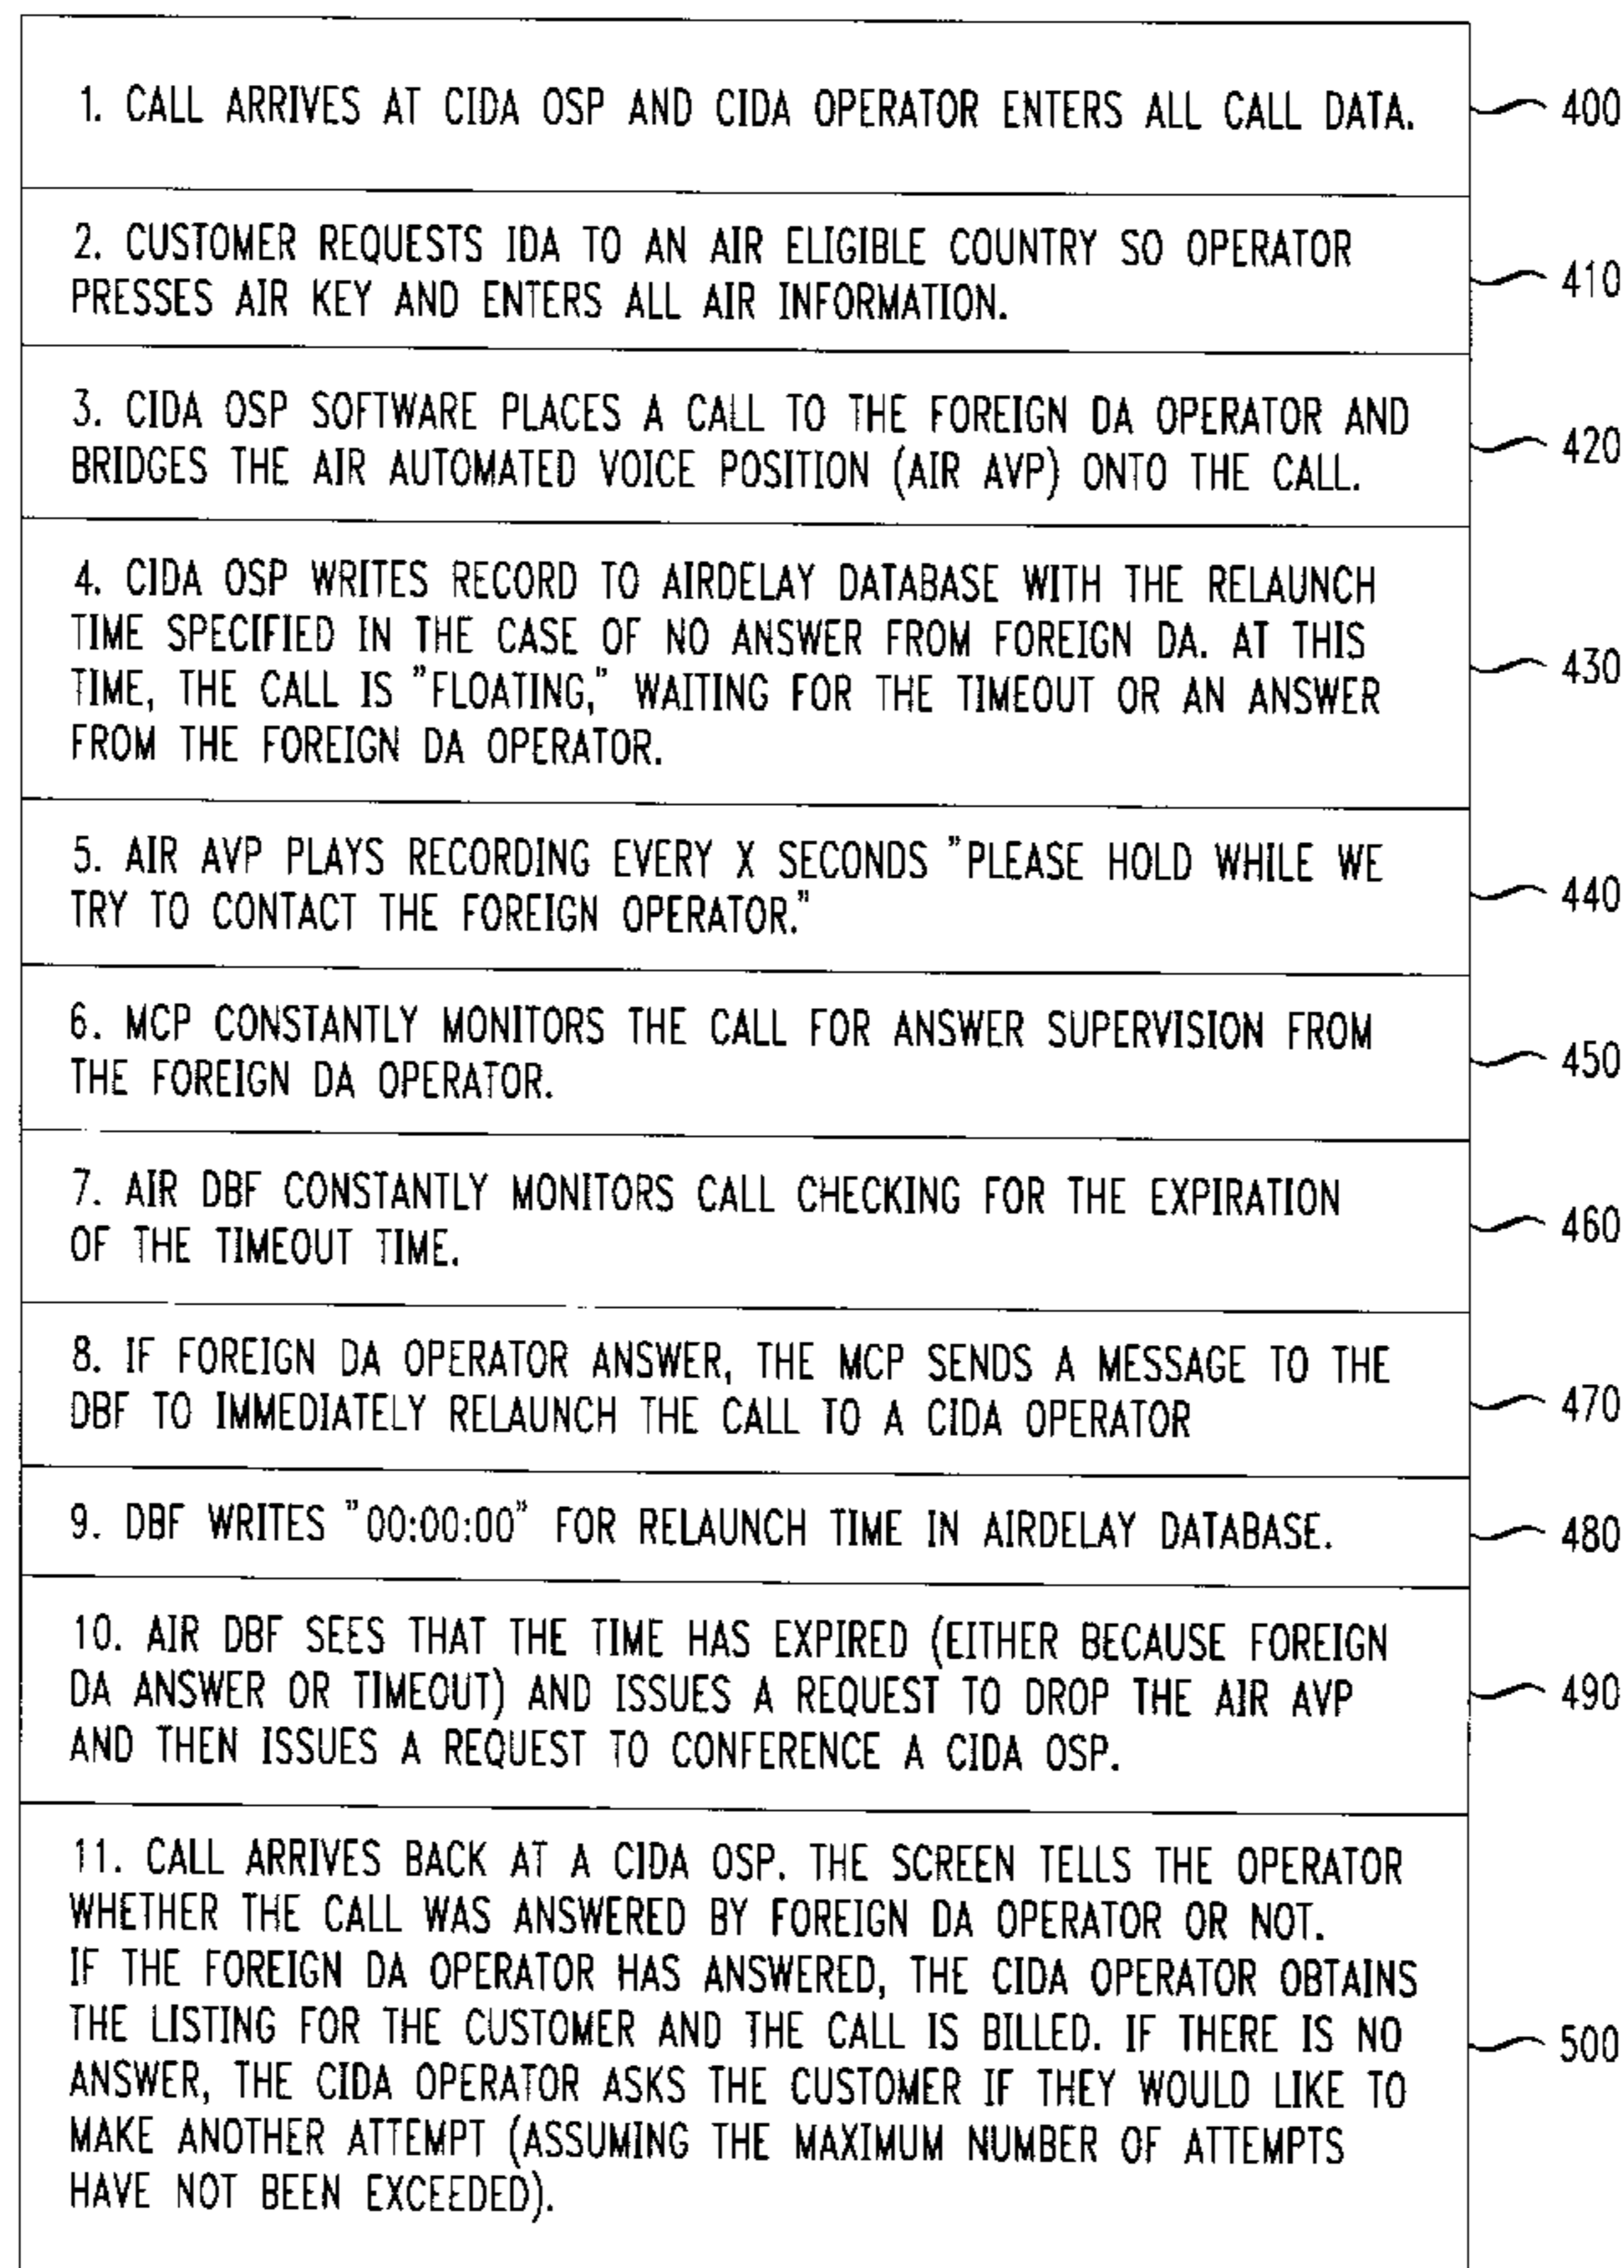 1. CALL ARRIVES AT CIDA OSP AND CIDA OPERATOR ENTERS ALL CALL DATA.
400
2. CUSTOMER REQUESTS IDA TO AN AIR ELIGIBLE COUNTRY SO OPERATOR
PRESSES AIR KEY AND ENTERS ALL AIR INFORMATION.
410
3. CIDA OSP SOFTWARE PLACES A CALL TO THE FOREIGN DA OPERATOR AND
BRIDGES THE AIR AUTOMATED VOICE POSITION (AIR AVP) ONTO THE CALL.
420
4. CIDA OSP WRITES RECORD TO AIRDELAY DATABASE WITH THE RELAUNCH
TIME SPECIFIED IN THE CASE OF NO ANSWER FROM FOREIGN DA. AT THIS
TIME, THE CALL IS "FLOATING," WAITING FOR THE TIMEOUT OR AN ANSWER
FROM THE FOREIGN DA OPERATOR.
430
5. AIR AVP PLAYS RECORDING EVERY X SECONDS "PLEASE HOLD WHILE WE
TRY TO CONTACT THE FOREIGN OPERATOR."
440
6. MCP CONSTANTLY MONITORS THE CALL FOR ANSWER SUPERVISION FROM
THE FOREIGN DA OPERATOR.
450
7. AIR DBF CONSTANTLY MONITORS CALL CHECKING FOR THE EXPIRATION
OF THE TIMEOUT TIME.
460
8. IF FOREIGN DA OPERATOR ANSWER, THE MCP SENDS A MESSAGE TO THE
DBF TO IMMEDIATELY RELAUNCH THE CALL TO A CIDA OPERATOR
470
9. DBF WRITES "00:00:00" FOR RELAUNCH TIME IN AIRDELAY DATABASE.
480
10. AIR DBF SEES THAT THE TIME HAS EXPIRED (EITHER BECAUSE FOREIGN
DA ANSWER OR TIMEOUT) AND ISSUES A REQUEST TO DROP THE AIR AVP
AND THEN ISSUES A REQUEST TO CONFERENCE A CIDA OSP.
490
11. CALL ARRIVES BACK AT A CIDA OSP. THE SCREEN TELLS THE OPERATOR
WHETHER THE CALL WAS ANSWERED BY FOREIGN DA OPERATOR OR NOT.
IF THE FOREIGN DA OPERATOR HAS ANSWERED, THE CIDA OPERATOR OBTAINS
THE LISTING FOR THE CUSTOMER AND THE CALL IS BILLED. IF THERE IS NO
ANSWER, THE CIDA OPERATOR ASKS THE CUSTOMER IF THEY WOULD LIKE TO
MAKE ANOTHER ATTEMPT (ASSUMING THE MAXIMUM NUMBER OF ATTEMPTS
HAVE NOT BEEN EXCEEDED).
500